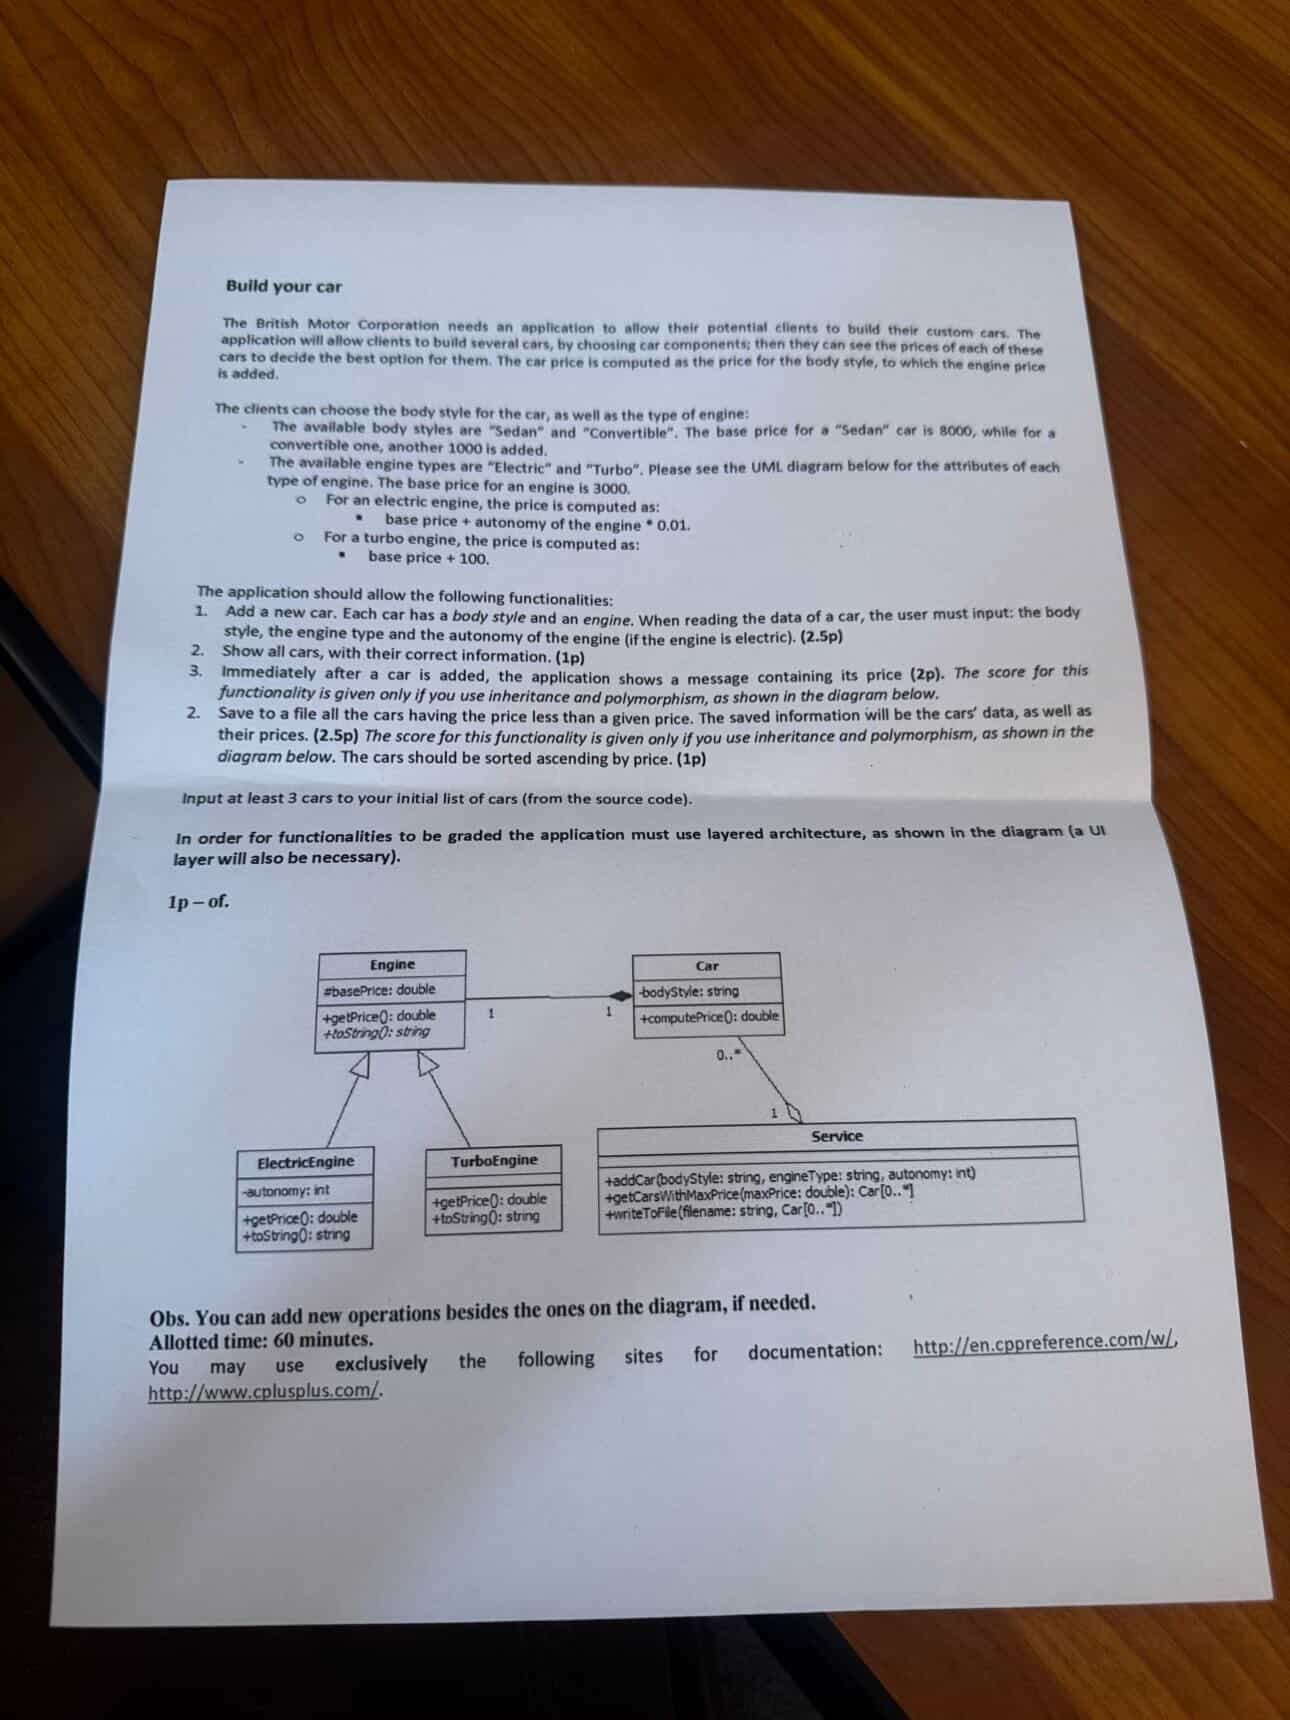 Build your car
The British Motor Corporation needs an application to allow their potential clients to build their custom cars. The
application will allow clients to build several cars, by choosing car components; then they can see the prices of each of these
cars to decide the best option for them. The car price is computed as the price for the body style, to which the engine price
is added.
The clients can choose the body style for the car, as well as the type of engine:
- The available body styles are "Sedan" and "Convertible". The base price for a "Sedan" car is 8000, while for a
convertible one, another 1000 is added.
- The available engine types are "Electric" and "Turbo". Please see the UML diagram below for the attributes of each
type of engine. The base price for an engine is 3000.
o For an electric engine, the price is computed as:
▪ base price + autonomy of the engine * 0.01.
o For a turbo engine, the price is computed as:
▪ base price + 100.
The application should allow the following functionalities:
1. Add a new car. Each car has a body style and an engine. When reading the data of a car, the user must input: the body
style, the engine type and the autonomy of the engine (if the engine is electric). (2.5p)
2. Show all cars, with their correct information. (1p)
3. Immediately after a car is added, the application shows a message containing its price (2p). The score for this
functionality is given only if you use inheritance and polymorphism, as shown in the diagram below.
2. Save to a file all the cars having the price less than a given price. The saved information will be the cars' data, as well as
their prices. (2.5p) The score for this functionality is given only if you use inheritance and polymorphism, as shown in the
diagram below. The cars should be sorted ascending by price. (1p)
Input at least 3 cars to your initial list of cars (from the source code).
In order for functionalities to be graded the application must use layered architecture, as shown in the diagram (a UI
layer will also be necessary).
1p – of.
Engine
#basePrice: double
+getPrice(): double
+toString(): string
1
1
Car
-bodyStyle: string
+computePrice(): double
0..*
1
ElectricEngine
-autonomy: int
+getPrice(): double
+toString(): string
TurboEngine
+getPrice(): double
+toString(): string
Service
+addCar(bodyStyle: string, engineType: string, autonomy: int)
+getCarsWithMaxPrice(maxPrice: double): Car[0..*]
+writeToFile(filename: string, Car[0..*])
Obs. You can add new operations besides the ones on the diagram, if needed.
Allotted time: 60 minutes.
You may use exclusively the following sites for documentation: http://en.cppreference.com/w/,
http://www.cplusplus.com/.